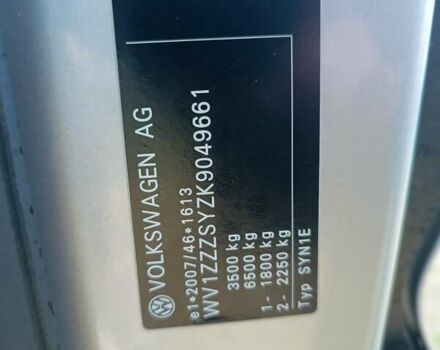 VOLKSWAGEN AG
e1*2007/46*1613
WV1ZZZSYZK9049661
3500 kg
6500 kg
1- 1800 kg
2- 2250 kg
Typ SYN1E